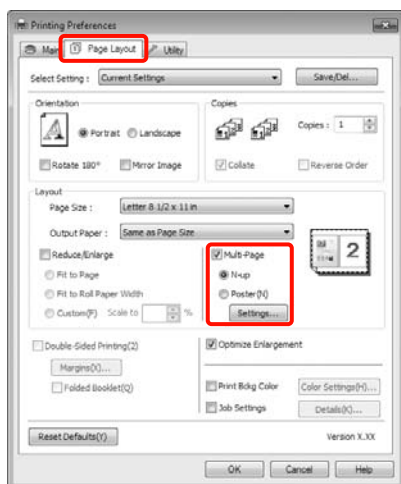 Printing Preferences
Main Page Layout Utility
Select Setting : Current Settings Save/Del...
Orientation Copies
Portrait Landscape Copies : 1
Rotate 180° Mirror Image Collate Reverse Order
Layout
Page Size : Letter 8 1/2 x 11 in
Output Paper : Same as Page Size
Reduce/Enlarge Multi-Page
Fit to Page N-up
Fit to Roll Paper Width Poster(N)
Custom(F) Scale to % Settings...
2
Double-Sided Printing(2) Optimize Enlargement
Margins(X)...
Folded Booklet(Q) Print Bckg Color Color Settings(H)...
Job Settings Details(K)...
Reset Defaults(Y) Version X.XX
OK Cancel Help